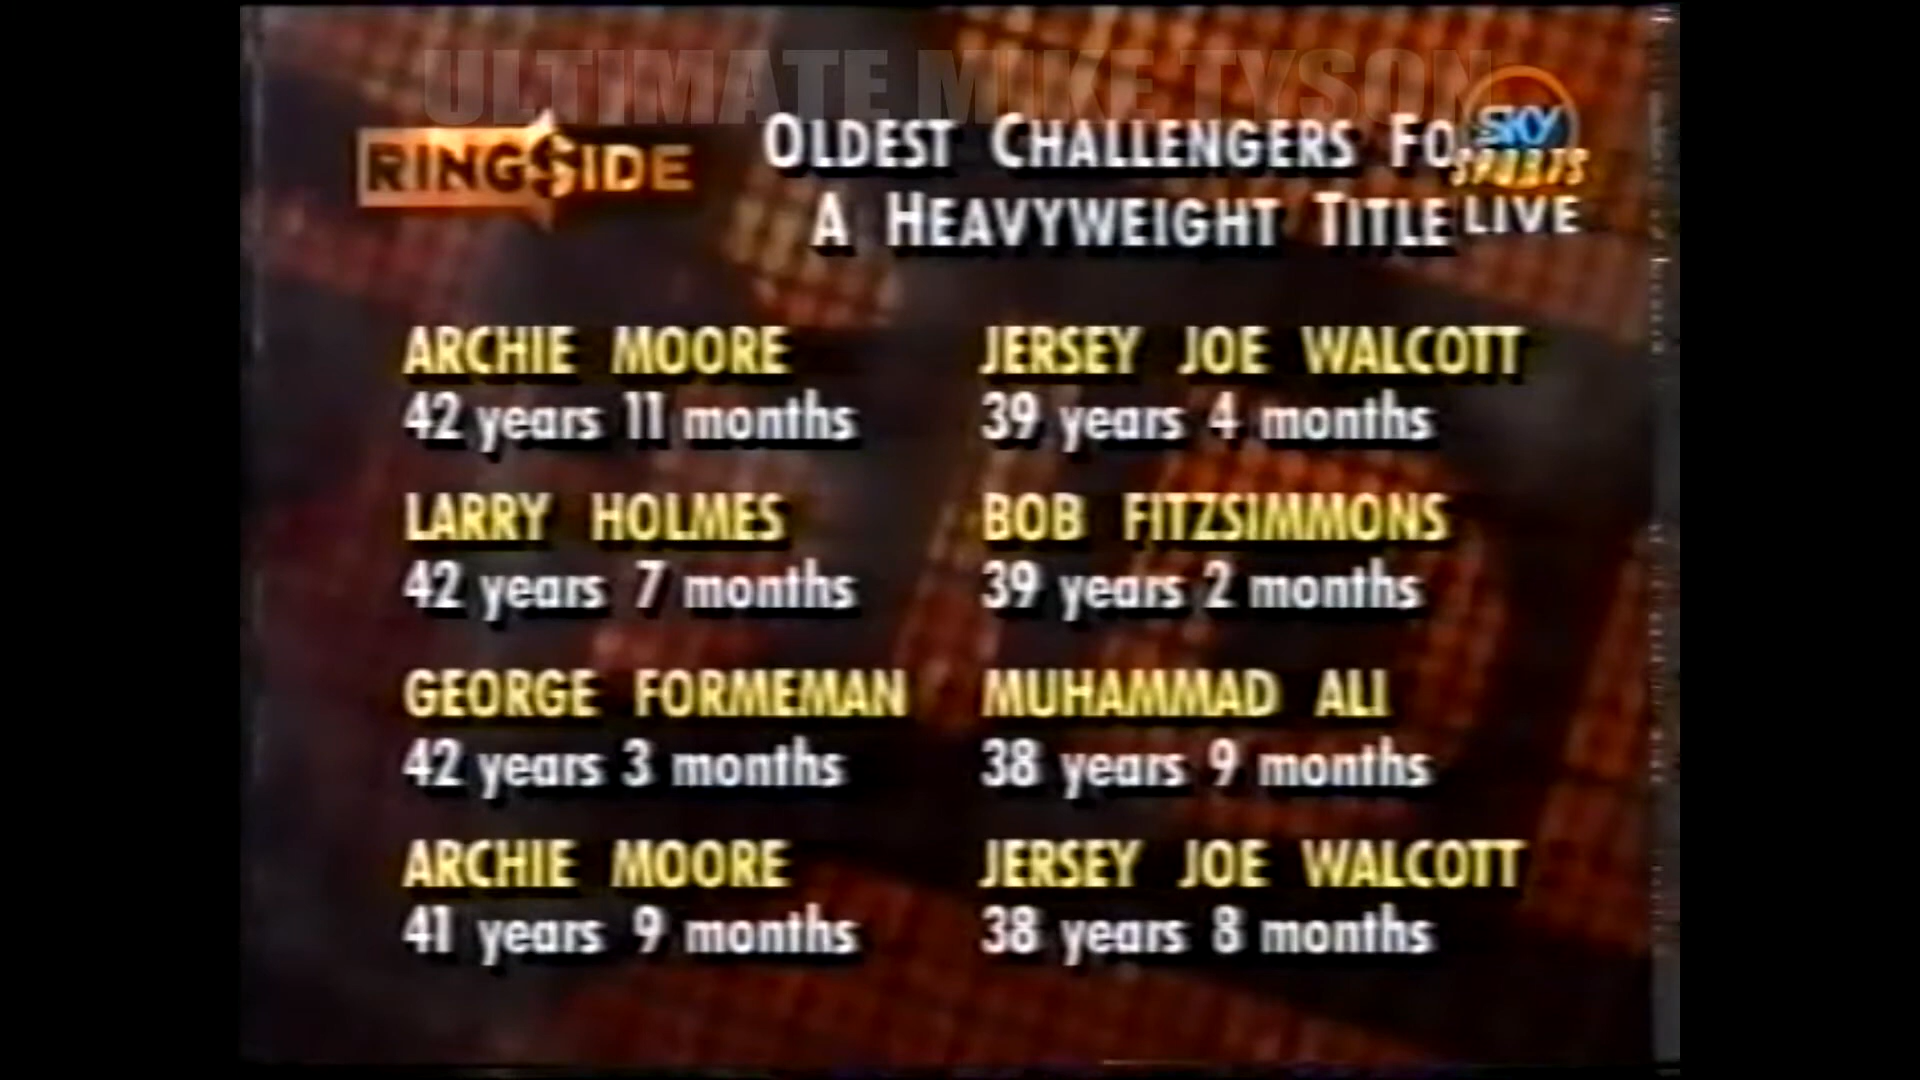 ULTIMATE MIKE TYSON
RINGSIDE
OLDEST CHALLENGERS FO
A HEAVYWEIGHT TITLE
SKY
SPORTS
LIVE
ARCHIE MOORE
42 years 11 months
LARRY HOLMES
42 years 7 months
GEORGE FORMEMAN
42 years 3 months
ARCHIE MOORE
41 years 9 months
JERSEY JOE WALCOTT
39 years 4 months
BOB FITZSIMMONS
39 years 2 months
MUHAMMAD ALI
38 years 9 months
JERSEY JOE WALCOTT
38 years 8 months